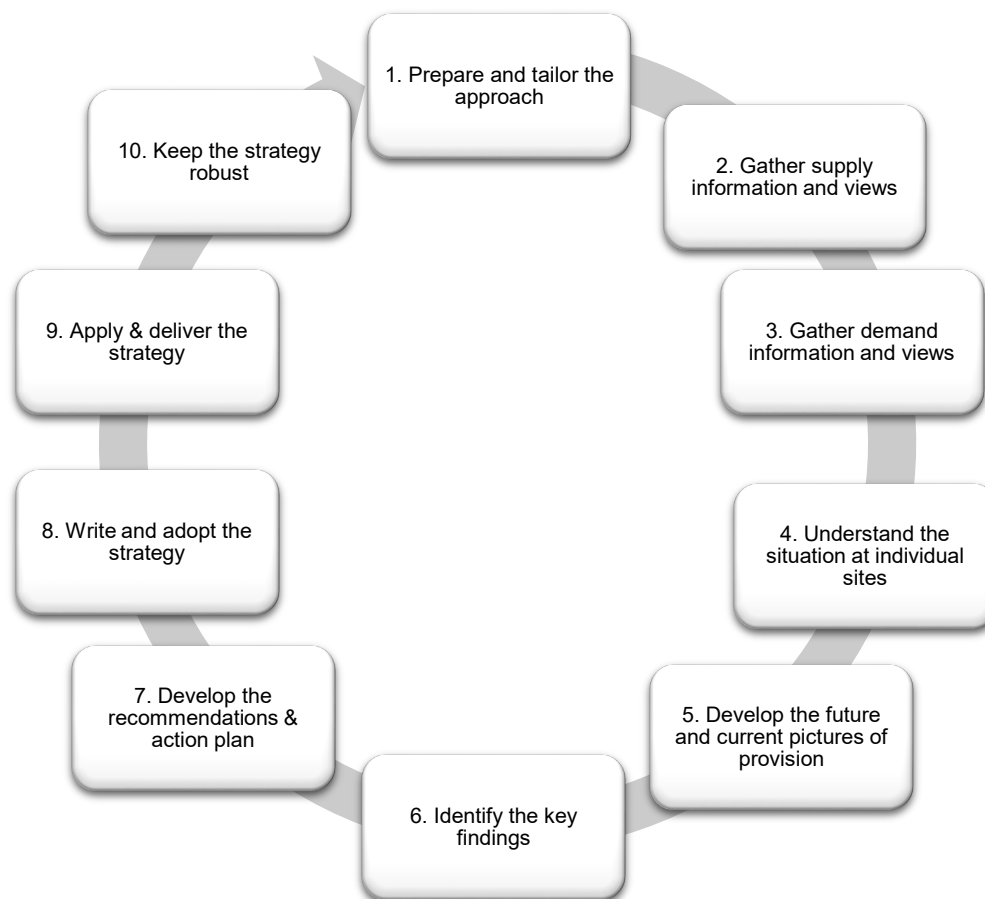 1. Prepare and tailor the
approach
2. Gather supply
information and views
3. Gather demand
information and views
4. Understand the
situation at individual
sites
5. Develop the future
and current pictures of
provision
6. Identify the key
findings
7. Develop the
recommendations &
action plan
8. Write and adopt the
strategy
9. Apply & deliver the
strategy
10. Keep the strategy
robust